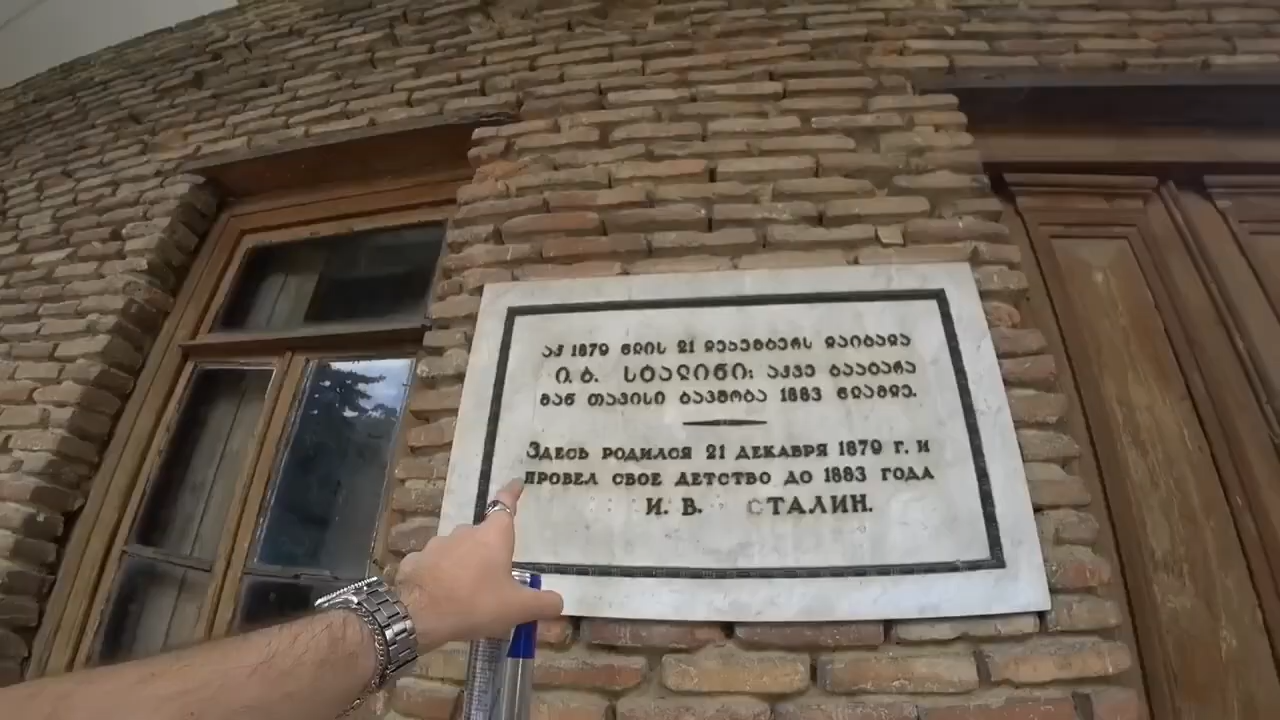 აქ 1879 წლის 21 დეკემბერს დაიბადა
ი. ბ. სტალინი: აქვე გაატარა
მან თავისი ბავშობა 1883 წლამდე.
Здесь родился 21 декабря 1879 г. и
провел свое детство до 1883 года
И. В. Сталин.